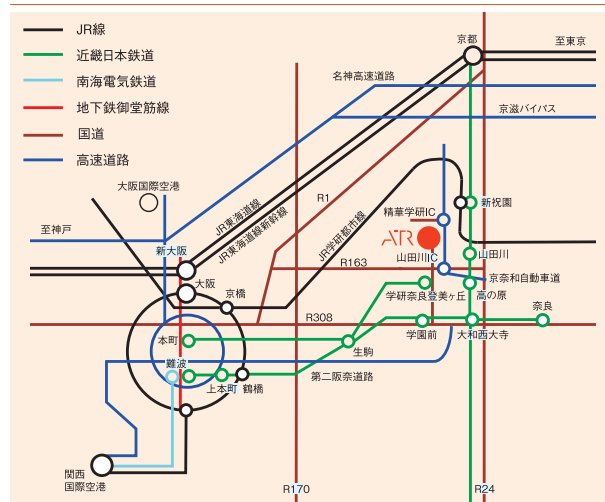 JR線
近畿日本鉄道
南海電気鉄道
地下鉄御堂筋線
国道
高速道路
京都
至東京
名神高速道路
京滋バイパス
大阪国際空港
R1
新祝園
精華学研IC
JR東海道線
JR東海道線新幹線
JR学研都市線
至神戸
ATR
新大阪
山田川IC
山田川
R163
京奈和自動車道
大阪
京橋
学研奈良登美ヶ丘
高の原
奈良
R308
本町
生駒
学園前
大和西大寺
難波
上本町
鶴橋
第二阪奈道路
関西
国際空港
R170
R24